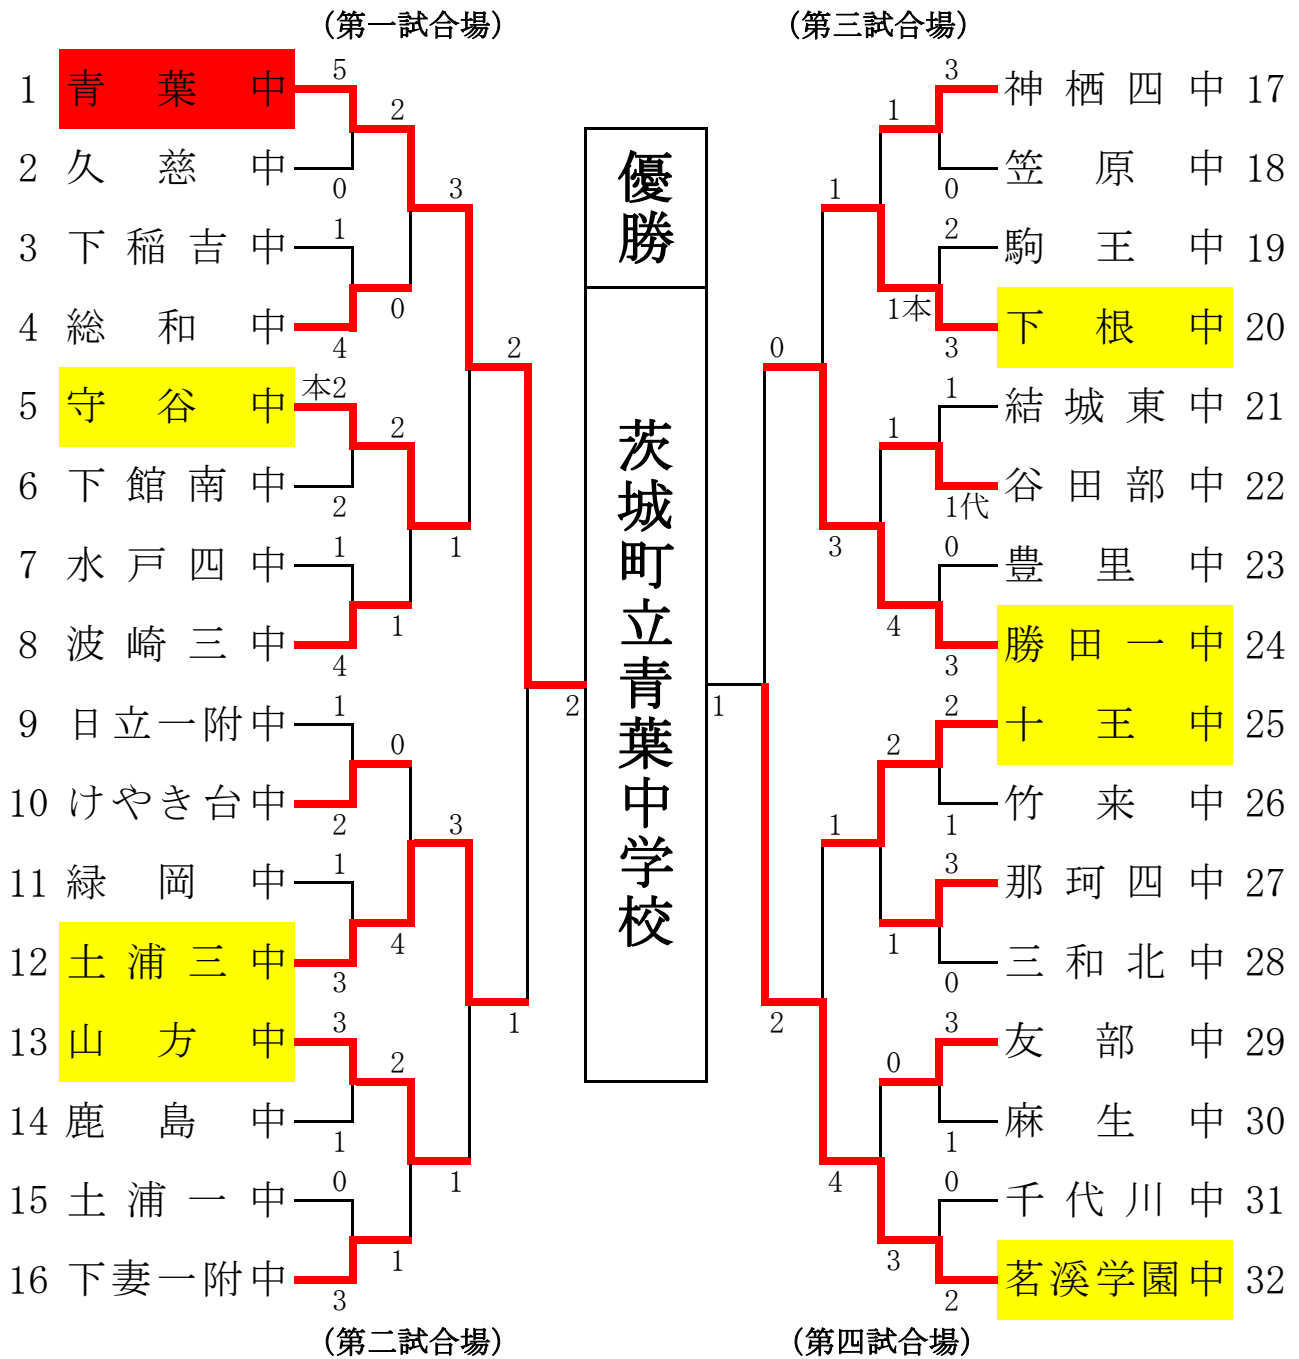 (第一試合場)
1 青葉中
2 久慈中
3 下稲吉中
4 総和中
5 守谷中
6 下館南中
7 水戸四中
8 波崎三中
9 日立一附中
10 けやき台中
11 緑岡中
12 土浦三中
13 山方中
14 鹿島中
15 土浦一中
16 下妻一附中
(第二試合場)
5
0
1
4
本2
2
1
4
1
2
1
3
3
1
0
3
2
0
2
1
0
4
2
1
3
1
3
1
2
1
2
優勝
茨城町立青葉中学校
1
0
2
1
3
1
4
1
1本
1
4
2
1
0
3
3
0
2
3
1
1代
0
3
2
1
3
0
3
1
0
2
(第三試合場)
神栖四中 17
笠原中 18
駒王中 19
下根中 20
結城東中 21
谷田部中 22
豊里中 23
勝田一中 24
十王中 25
竹来中 26
那珂四中 27
三和北中 28
友部中 29
麻生中 30
千代川中 31
茗溪学園中 32
(第四試合場)